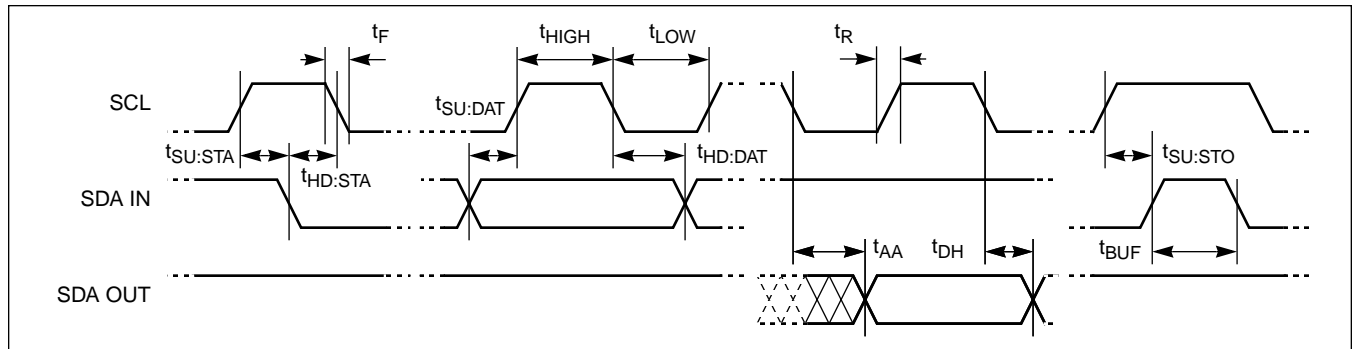 tF
tHIGH
tLOW
tR
SCL
tSU:DAT
tSU:STA
tHD:STA
tHD:DAT
tSU:STO
SDA IN
tAA
tDH
tBUF
SDA OUT